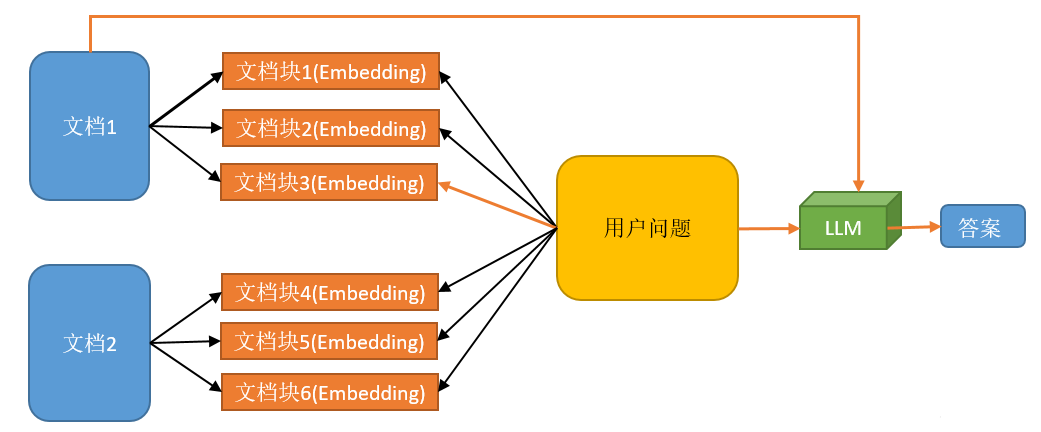 文档1
文档块1(Embedding)
文档块2(Embedding)
文档块3(Embedding)
文档2
文档块4(Embedding)
文档块5(Embedding)
文档块6(Embedding)
用户问题
LLM
答案